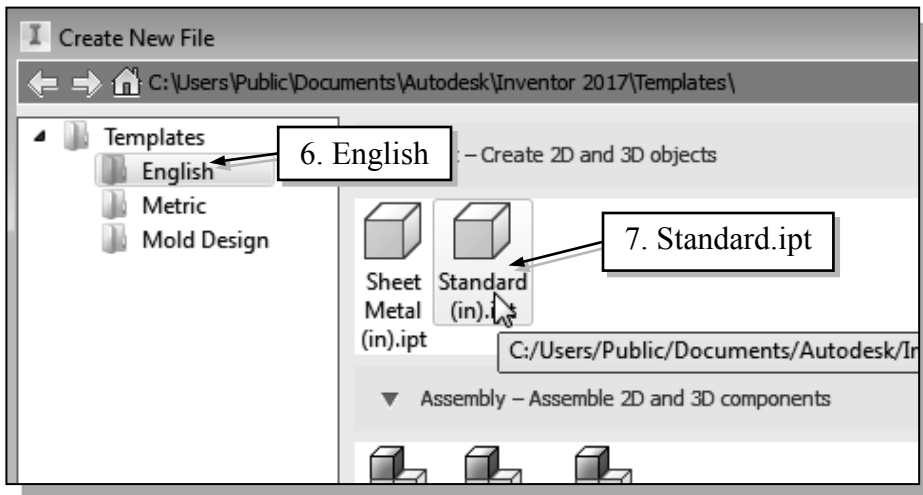 Create New File
C:\Users\Public\Documents\Autodesk\Inventor 2017\Templates\
Templates
English
Metric
Mold Design
6. English
– Create 2D and 3D objects
Sheet Metal (in).ipt
Standard (in).ipt
7. Standard.ipt
C:/Users/Public/Documents/Autodesk/In
Assembly – Assemble 2D and 3D components